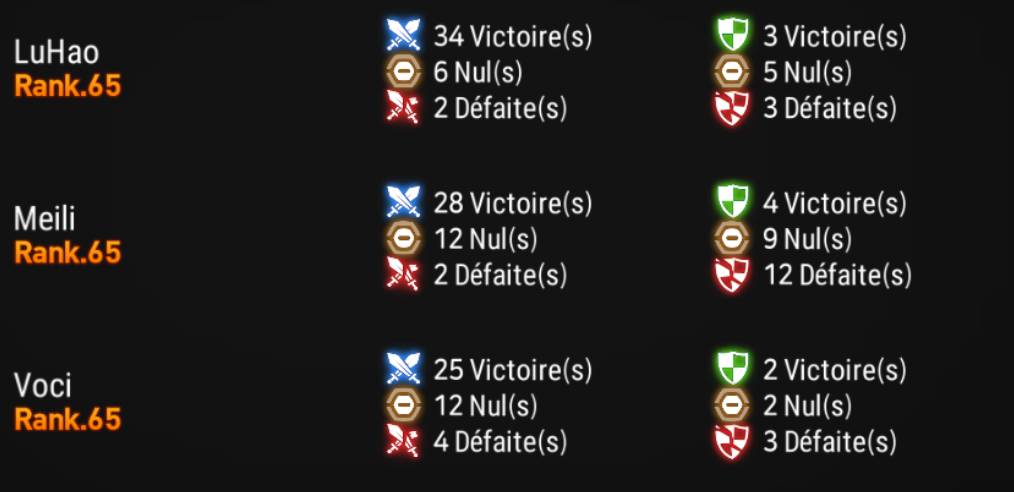 LuHao
Rank.65
34 Victoire(s)
6 Nul(s)
2 Défaite(s)
3 Victoire(s)
5 Nul(s)
3 Défaite(s)
Meili
Rank.65
28 Victoire(s)
12 Nul(s)
2 Défaite(s)
4 Victoire(s)
9 Nul(s)
12 Défaite(s)
Voci
Rank.65
25 Victoire(s)
12 Nul(s)
4 Défaite(s)
2 Victoire(s)
2 Nul(s)
3 Défaite(s)